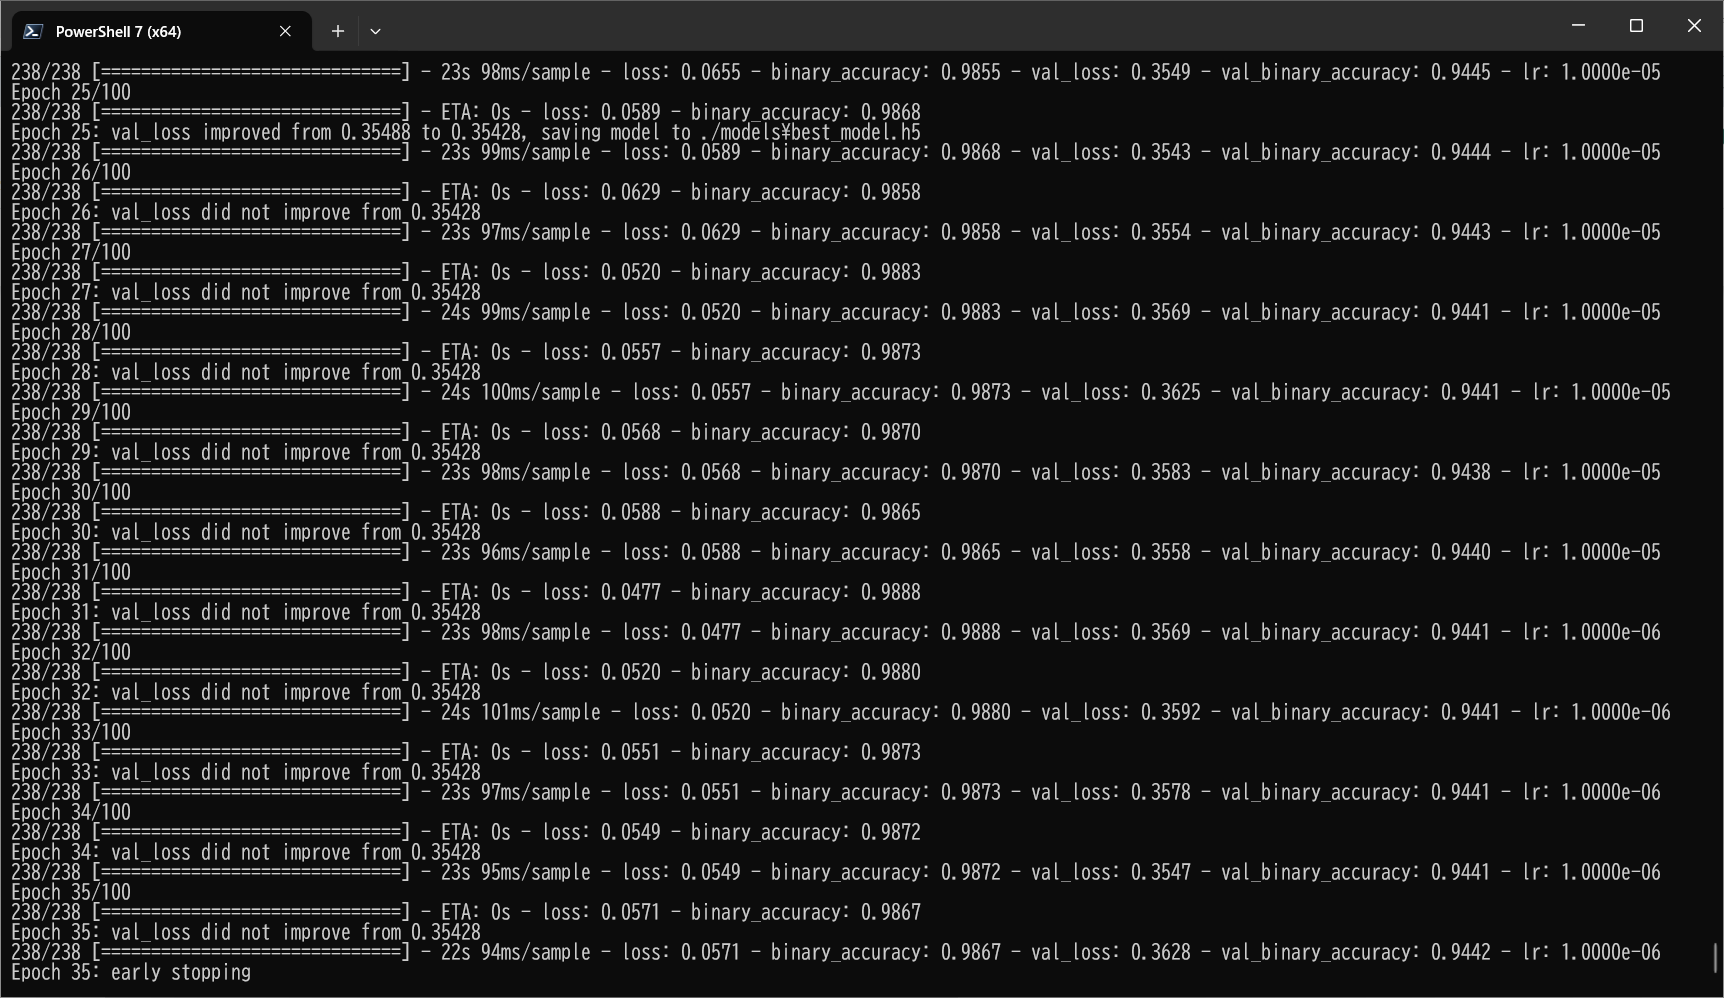 PowerShell 7 (x64)
238/238 [==============================] - 23s 98ms/sample - loss: 0.0655 - binary_accuracy: 0.9855 - val_loss: 0.3549 - val_binary_accuracy: 0.9445 - lr: 1.0000e-05
Epoch 25/100
238/238 [==============================] - ETA: 0s - loss: 0.0589 - binary_accuracy: 0.9868
Epoch 25: val_loss improved from 0.35488 to 0.35428, saving model to ./models¥best_model.h5
238/238 [==============================] - 23s 99ms/sample - loss: 0.0589 - binary_accuracy: 0.9868 - val_loss: 0.3543 - val_binary_accuracy: 0.9444 - lr: 1.0000e-05
Epoch 26/100
238/238 [==============================] - ETA: 0s - loss: 0.0629 - binary_accuracy: 0.9858
Epoch 26: val_loss did not improve from 0.35428
238/238 [==============================] - 23s 97ms/sample - loss: 0.0629 - binary_accuracy: 0.9858 - val_loss: 0.3554 - val_binary_accuracy: 0.9443 - lr: 1.0000e-05
Epoch 27/100
238/238 [==============================] - ETA: 0s - loss: 0.0520 - binary_accuracy: 0.9883
Epoch 27: val_loss did not improve from 0.35428
238/238 [==============================] - 24s 99ms/sample - loss: 0.0520 - binary_accuracy: 0.9883 - val_loss: 0.3569 - val_binary_accuracy: 0.9441 - lr: 1.0000e-05
Epoch 28/100
238/238 [==============================] - ETA: 0s - loss: 0.0557 - binary_accuracy: 0.9873
Epoch 28: val_loss did not improve from 0.35428
238/238 [==============================] - 24s 100ms/sample - loss: 0.0557 - binary_accuracy: 0.9873 - val_loss: 0.3625 - val_binary_accuracy: 0.9441 - lr: 1.0000e-05
Epoch 29/100
238/238 [==============================] - ETA: 0s - loss: 0.0568 - binary_accuracy: 0.9870
Epoch 29: val_loss did not improve from 0.35428
238/238 [==============================] - 23s 98ms/sample - loss: 0.0568 - binary_accuracy: 0.9870 - val_loss: 0.3583 - val_binary_accuracy: 0.9438 - lr: 1.0000e-05
Epoch 30/100
238/238 [==============================] - ETA: 0s - loss: 0.0588 - binary_accuracy: 0.9865
Epoch 30: val_loss did not improve from 0.35428
238/238 [==============================] - 23s 96ms/sample - loss: 0.0588 - binary_accuracy: 0.9865 - val_loss: 0.3558 - val_binary_accuracy: 0.9440 - lr: 1.0000e-05
Epoch 31/100
238/238 [==============================] - ETA: 0s - loss: 0.0477 - binary_accuracy: 0.9888
Epoch 31: val_loss did not improve from 0.35428
238/238 [==============================] - 23s 98ms/sample - loss: 0.0477 - binary_accuracy: 0.9888 - val_loss: 0.3569 - val_binary_accuracy: 0.9441 - lr: 1.0000e-06
Epoch 32/100
238/238 [==============================] - ETA: 0s - loss: 0.0520 - binary_accuracy: 0.9880
Epoch 32: val_loss did not improve from 0.35428
238/238 [==============================] - 24s 101ms/sample - loss: 0.0520 - binary_accuracy: 0.9880 - val_loss: 0.3592 - val_binary_accuracy: 0.9441 - lr: 1.0000e-06
Epoch 33/100
238/238 [==============================] - ETA: 0s - loss: 0.0551 - binary_accuracy: 0.9873
Epoch 33: val_loss did not improve from 0.35428
238/238 [==============================] - 23s 97ms/sample - loss: 0.0551 - binary_accuracy: 0.9873 - val_loss: 0.3578 - val_binary_accuracy: 0.9441 - lr: 1.0000e-06
Epoch 34/100
238/238 [==============================] - ETA: 0s - loss: 0.0549 - binary_accuracy: 0.9872
Epoch 34: val_loss did not improve from 0.35428
238/238 [==============================] - 23s 95ms/sample - loss: 0.0549 - binary_accuracy: 0.9872 - val_loss: 0.3547 - val_binary_accuracy: 0.9441 - lr: 1.0000e-06
Epoch 35/100
238/238 [==============================] - ETA: 0s - loss: 0.0571 - binary_accuracy: 0.9867
Epoch 35: val_loss did not improve from 0.35428
238/238 [==============================] - 22s 94ms/sample - loss: 0.0571 - binary_accuracy: 0.9867 - val_loss: 0.3628 - val_binary_accuracy: 0.9442 - lr: 1.0000e-06
Epoch 35: early stopping